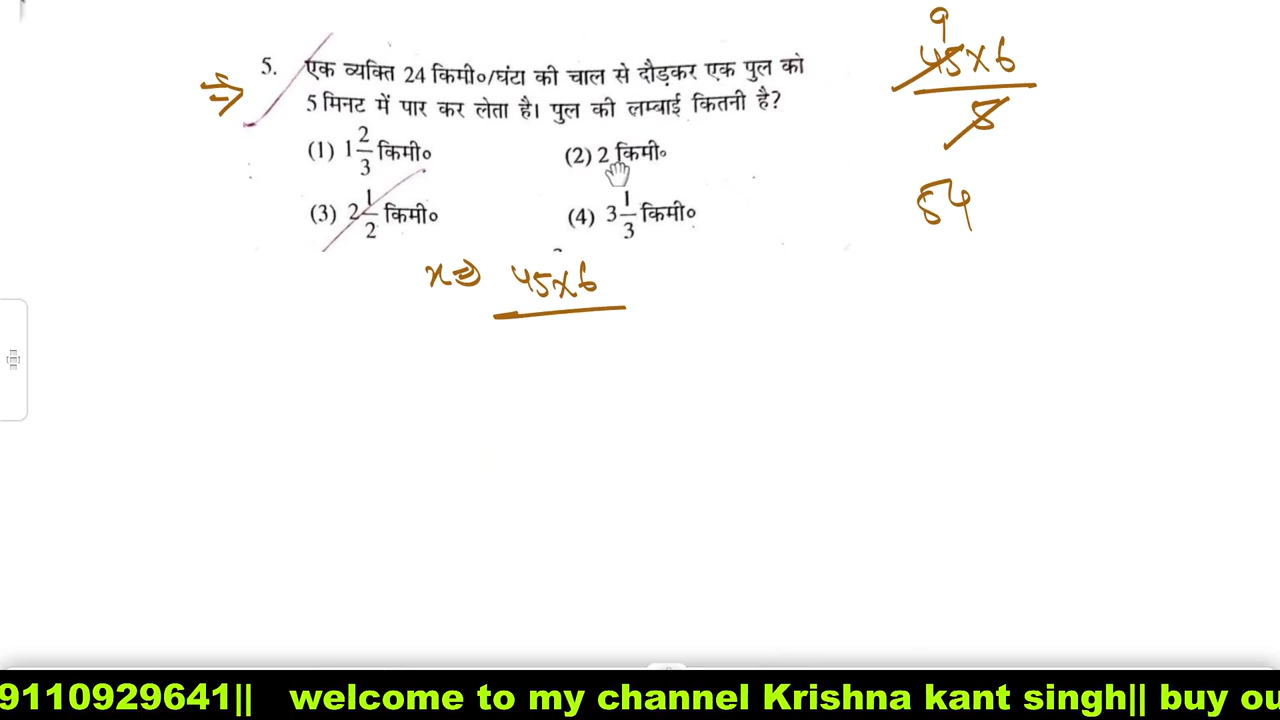 5. एक व्यक्ति 24 किमी०/घंटा की चाल से दौड़कर एक पुल को
5 मिनट में पार कर लेता है। पुल की लम्बाई कितनी है?
(1) 1 2/3 किमी०
(2) 2 किमी०
(3) 2 1/2 किमी०
(4) 3 1/3 किमी०
9
45×6
5
54
x ⇒ 45×6
9110929641|| welcome to my channel Krishna kant singh|| buy ou